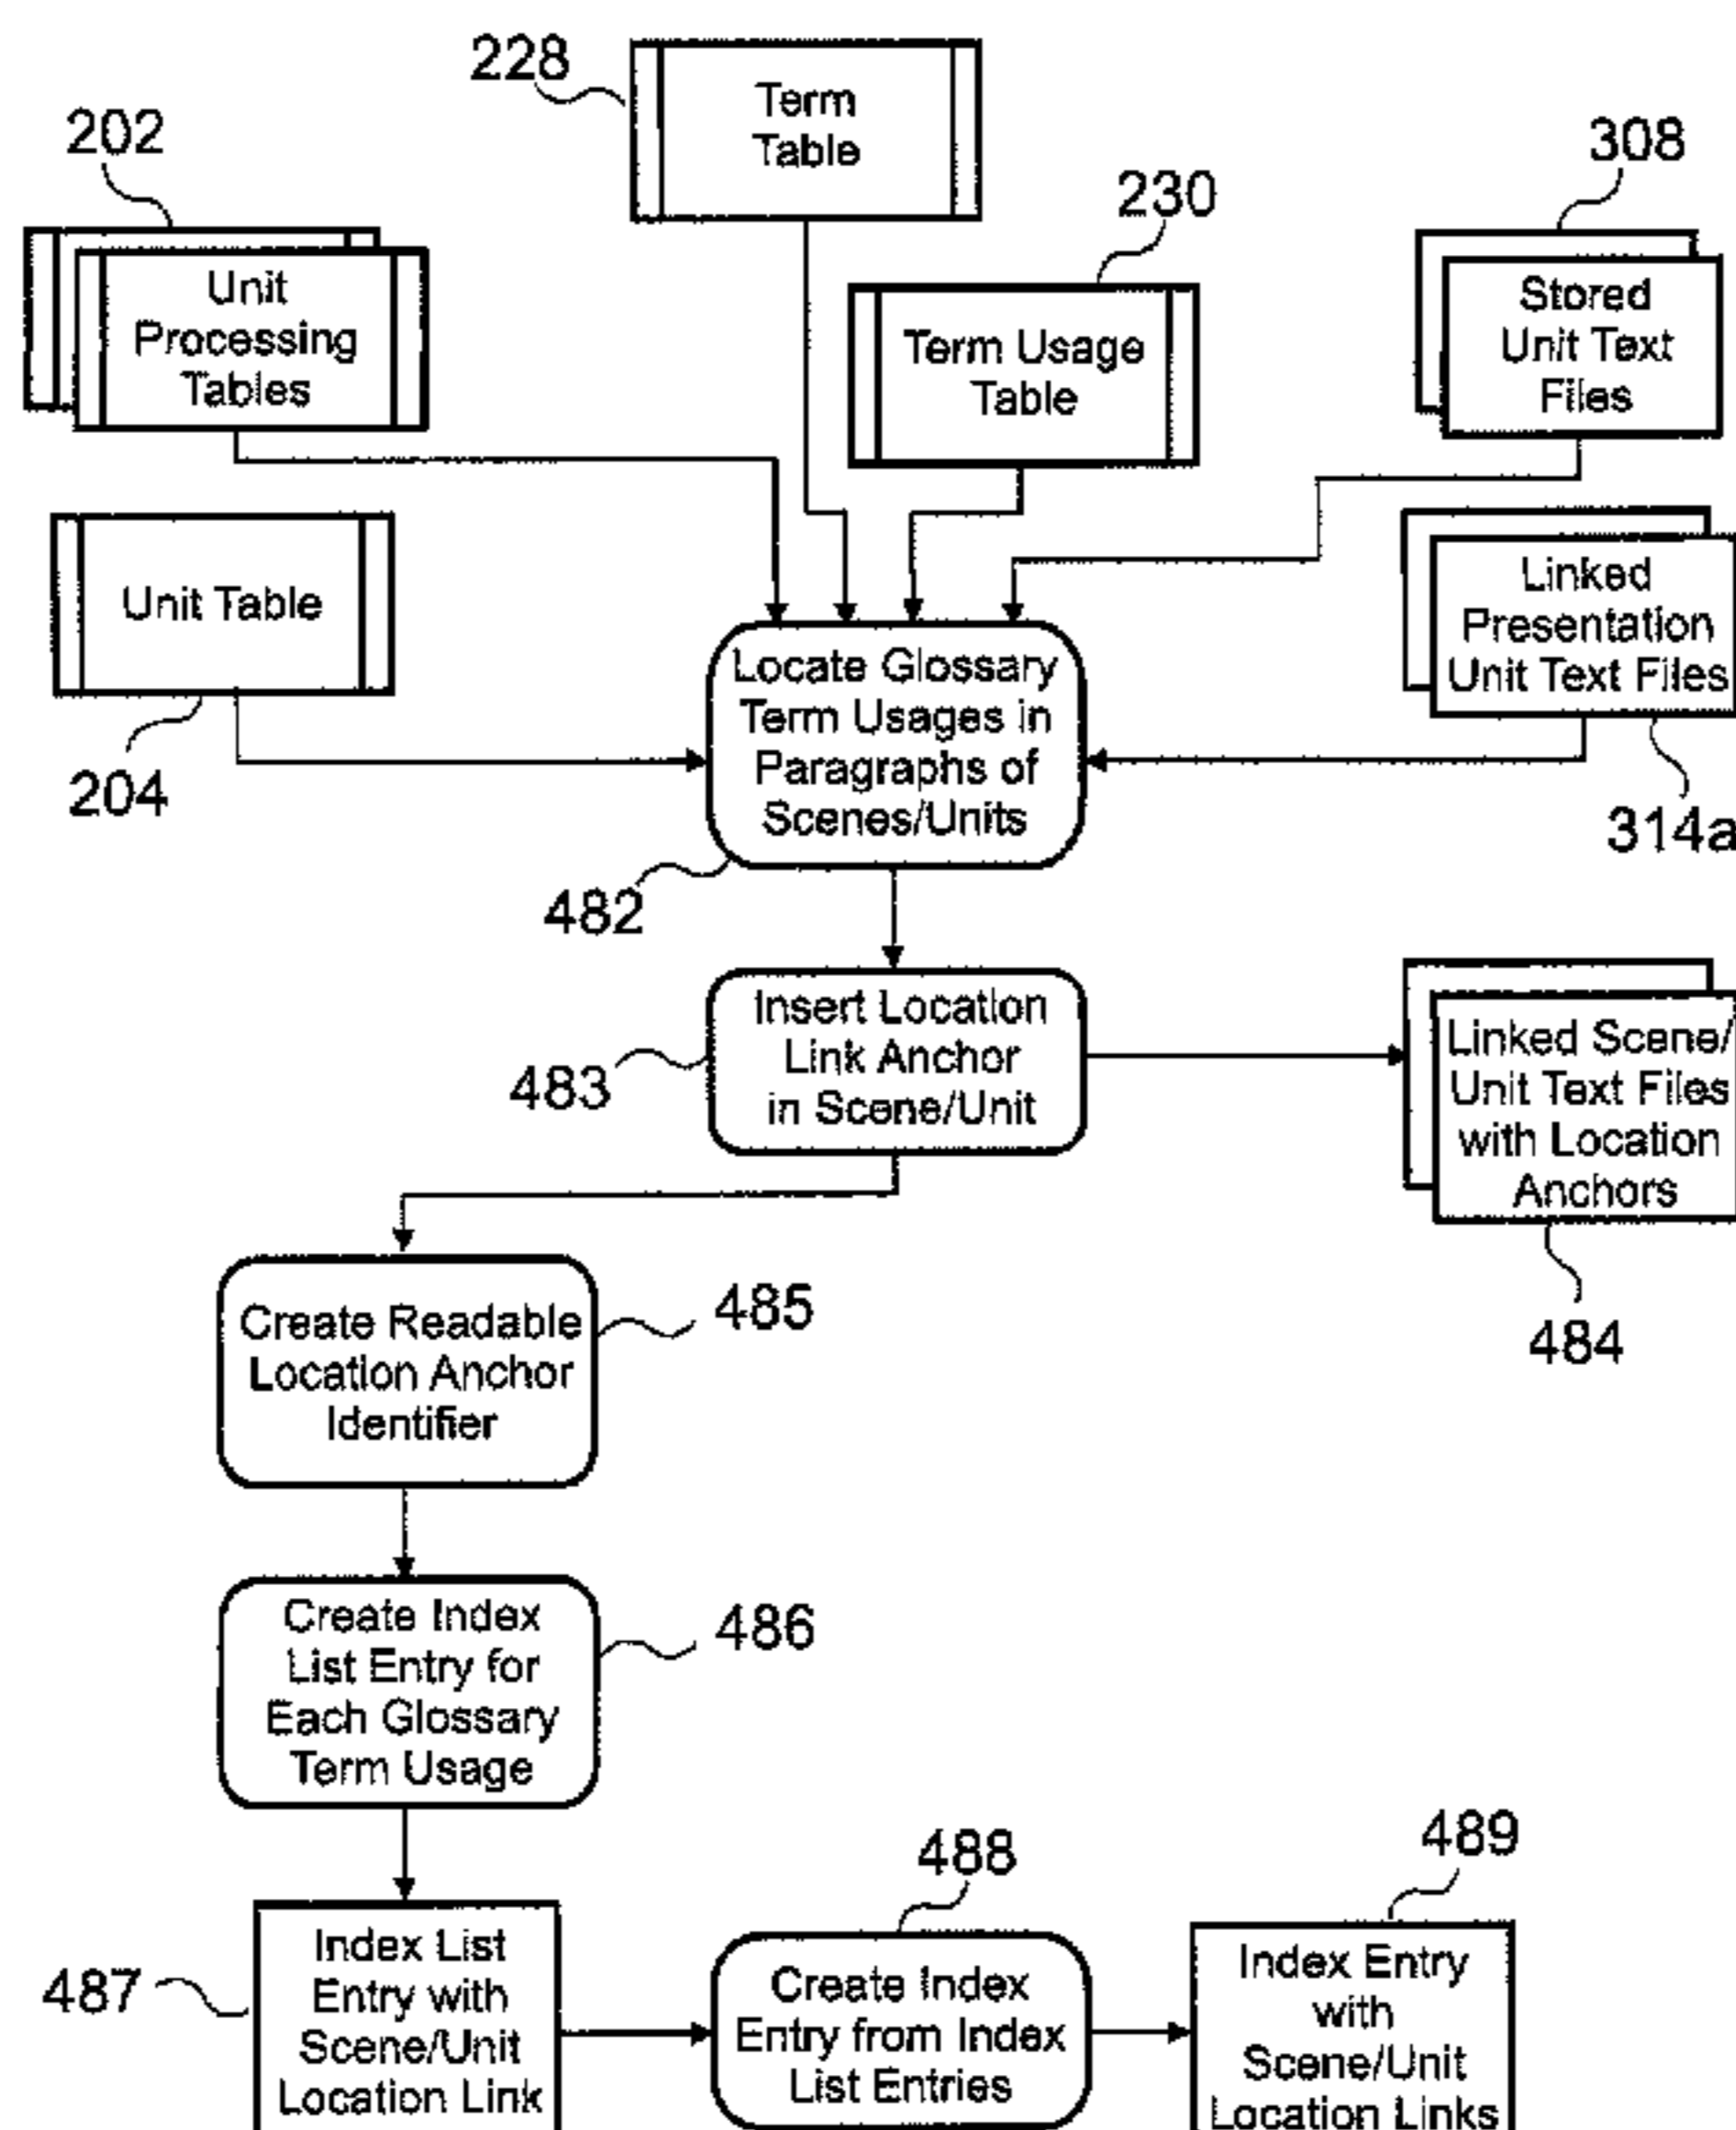 228
Term
Table
202
308
230
Unit
Processing
Tables
Stored
Unit Text
Files
Term Usage
Table
Unit Table
Linked
Presentation
Unit Text Files
204
314a
Locate Glossary
Term Usages in
Paragraphs of
Scenes/Units
482
Insert Location
Link Anchor
in Scene/Unit
483
Linked Scene/
Unit Text Files
with Location
Anchors
484
Create Readable
Location Anchor
Identifier
485
Create Index
List Entry for
Each Glossary
Term Usage
486
Index List
Entry with
Scene/Unit
Location Link
487
488
Create Index
Entry from Index
List Entries
489
Index Entry
with
Scene/Unit
Location Links